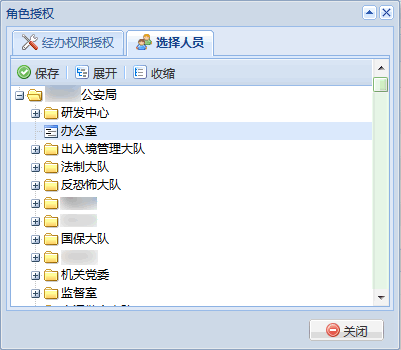 角色授权
经办权限授权 选择人员
保存 展开 收缩
公安局
研发中心
办公室
出入境管理大队
法制大队
反恐怖大队
国保大队
机关党委
监督室
关闭